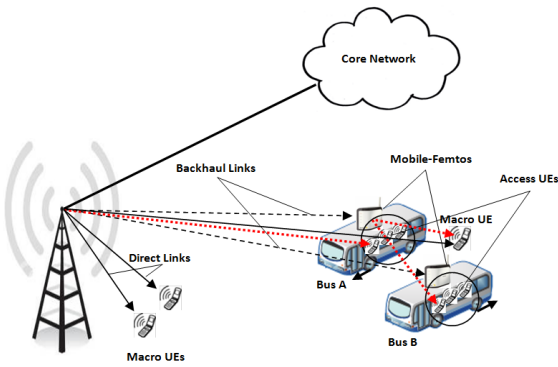 Core Network
Mobile-Femtos
Backhaul Links
Access UEs
Macro UE
Direct Links
Bus A
Bus B
Macro UEs